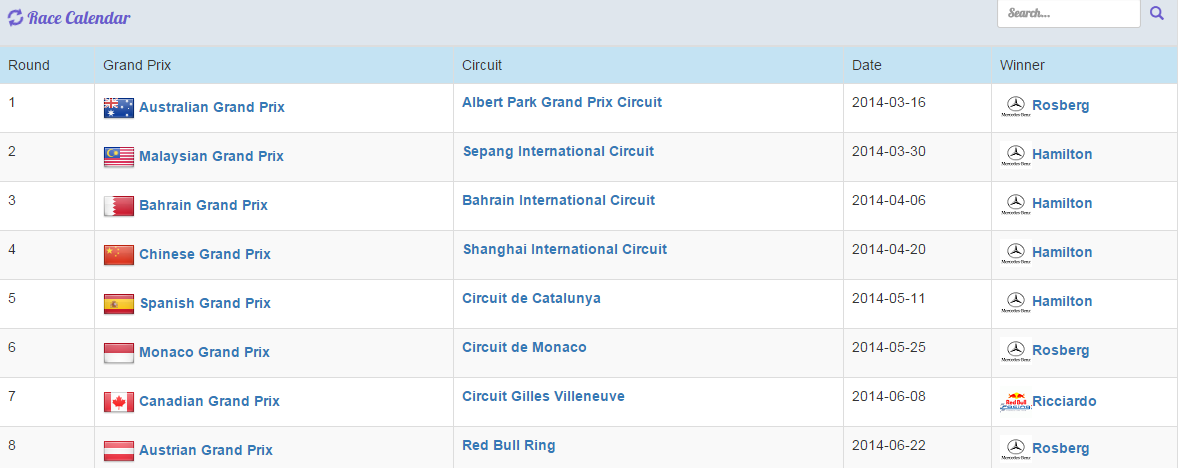 Race Calendar
Search...
Round Grand Prix Circuit Date Winner
1 Australian Grand Prix Albert Park Grand Prix Circuit 2014-03-16 Mercedes-Benz Rosberg
2 Malaysian Grand Prix Sepang International Circuit 2014-03-30 Mercedes-Benz Hamilton
3 Bahrain Grand Prix Bahrain International Circuit 2014-04-06 Mercedes-Benz Hamilton
4 Chinese Grand Prix Shanghai International Circuit 2014-04-20 Mercedes-Benz Hamilton
5 Spanish Grand Prix Circuit de Catalunya 2014-05-11 Mercedes-Benz Hamilton
6 Monaco Grand Prix Circuit de Monaco 2014-05-25 Mercedes-Benz Rosberg
7 Canadian Grand Prix Circuit Gilles Villeneuve 2014-06-08 Red Bull Ricciardo
8 Austrian Grand Prix Red Bull Ring 2014-06-22 Mercedes-Benz Rosberg